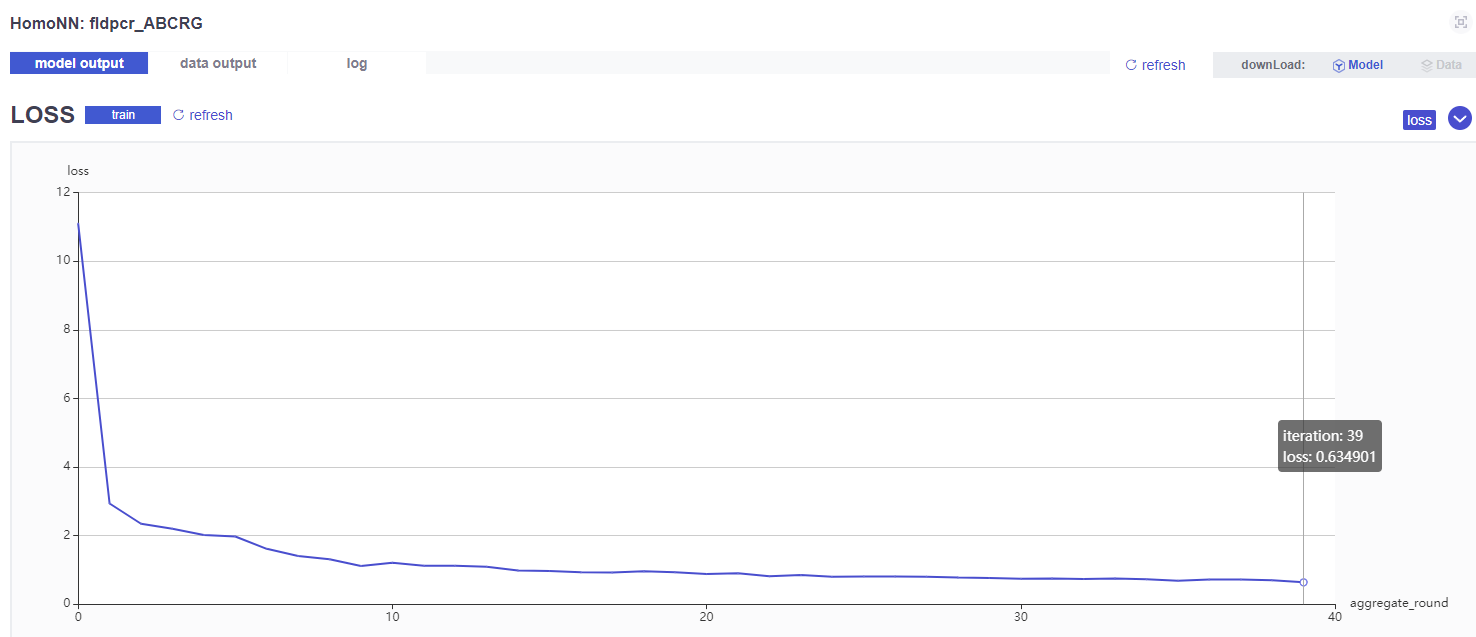 HomoNN: fldpcr_ABCRG
model output data output log refresh downLoad: Model Data
LOSS train refresh loss
loss
12
10
8
6
4
2
0
iteration: 39
loss: 0.634901
0 10 20 30 40
aggregate_round